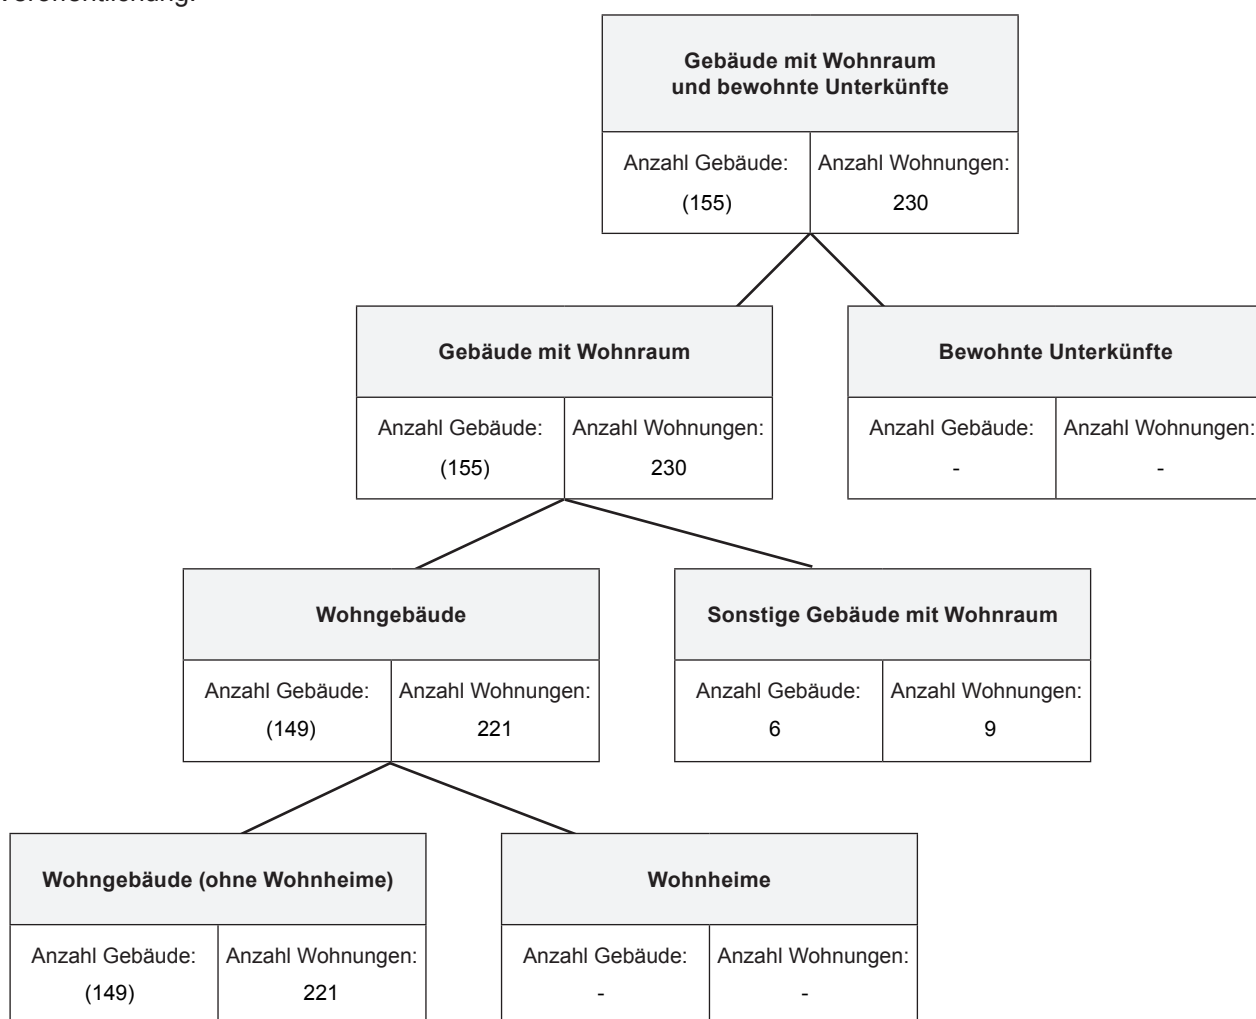 Veröffentlichung.
Gebäude mit Wohnraum
und bewohnte Unterkünfte
Anzahl Gebäude: Anzahl Wohnungen:
(155) 230
Gebäude mit Wohnraum Bewohnte Unterkünfte
Anzahl Gebäude: Anzahl Wohnungen: Anzahl Gebäude: Anzahl Wohnungen:
(155) 230 - -
Wohngebäude Sonstige Gebäude mit Wohnraum
Anzahl Gebäude: Anzahl Wohnungen: Anzahl Gebäude: Anzahl Wohnungen:
(149) 221 6 9
Wohngebäude (ohne Wohnheime) Wohnheime
Anzahl Gebäude: Anzahl Wohnungen: Anzahl Gebäude: Anzahl Wohnungen:
(149) 221 - -